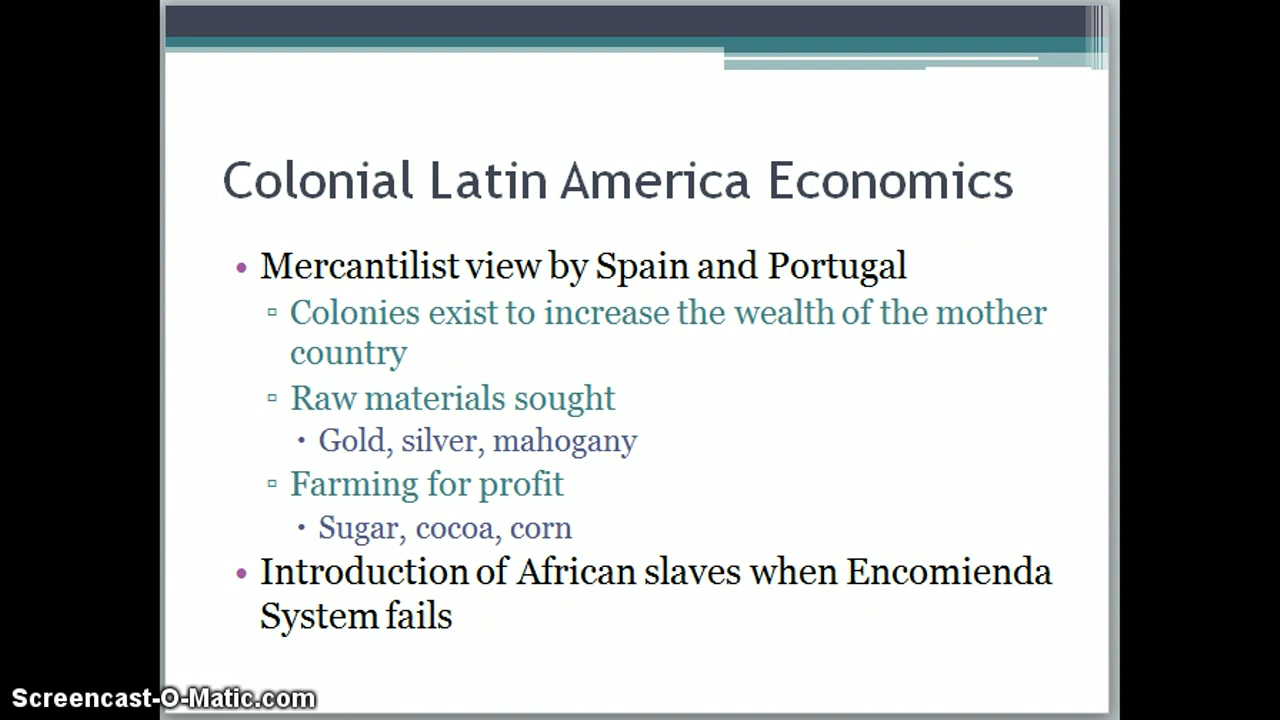 Colonial Latin America Economics
• Mercantilist view by Spain and Portugal
▫ Colonies exist to increase the wealth of the mother
country
▫ Raw materials sought
• Gold, silver, mahogany
▫ Farming for profit
• Sugar, cocoa, corn
• Introduction of African slaves when Encomienda
System fails
Screencast-O-Matic.com